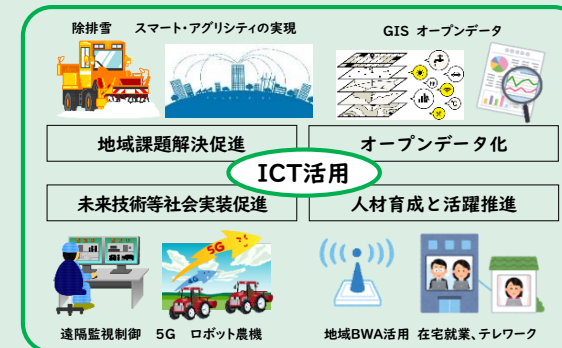 除排雪 スマート・アグリシティの実現
GIS オープンデータ
地域課題解決促進
オープンデータ化
ICT活用
未来技術等社会実装促進
人材育成と活躍推進
5G
4G
遠隔監視制御 5G ロボット農機
地域BWA活用 在宅就業、テレワーク